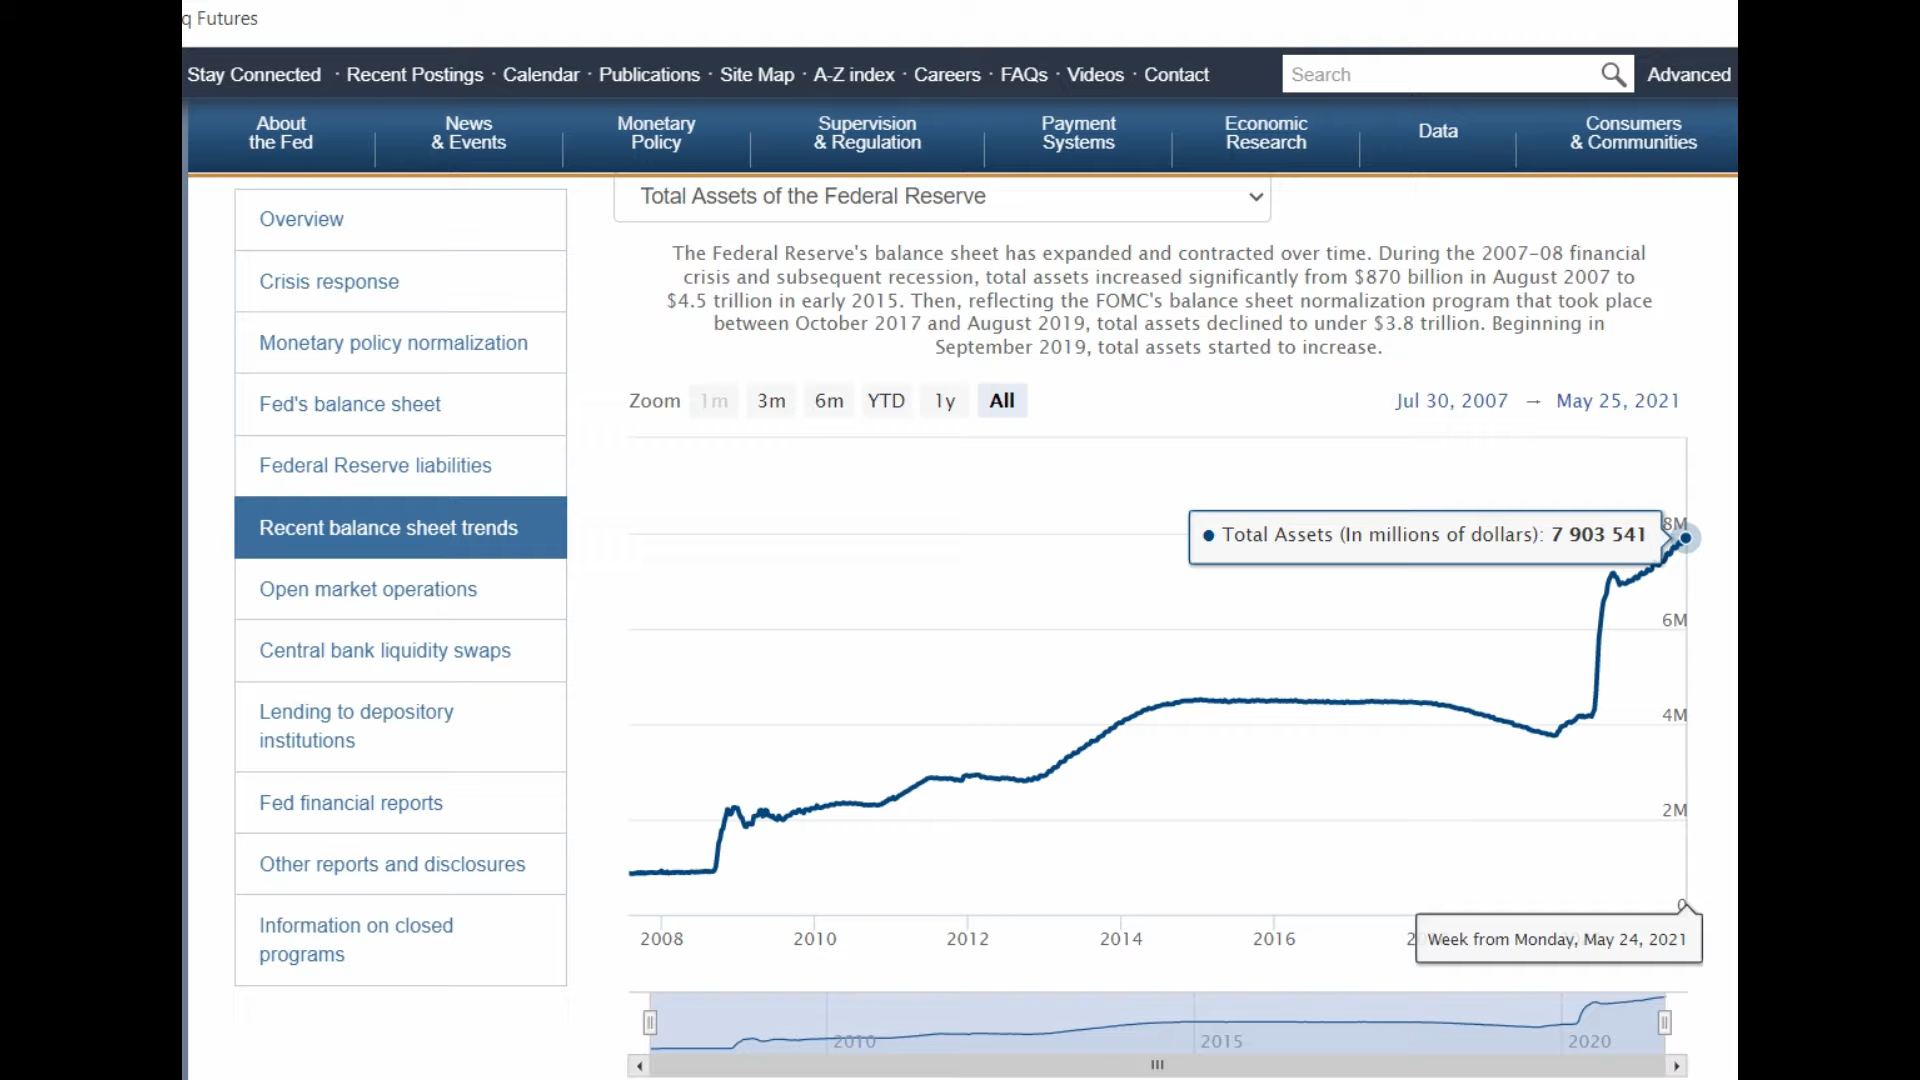 q Futures
Stay Connected · Recent Postings · Calendar · Publications · Site Map · A-Z index · Careers · FAQs · Videos · Contact
Search
Advanced
About
the Fed
News
& Events
Monetary
Policy
Supervision
& Regulation
Payment
Systems
Economic
Research
Data
Consumers
& Communities
Overview
Crisis response
Monetary policy normalization
Fed's balance sheet
Federal Reserve liabilities
Recent balance sheet trends
Open market operations
Central bank liquidity swaps
Lending to depository
institutions
Fed financial reports
Other reports and disclosures
Information on closed
programs
Total Assets of the Federal Reserve
The Federal Reserve's balance sheet has expanded and contracted over time. During the 2007-08 financial
crisis and subsequent recession, total assets increased significantly from $870 billion in August 2007 to
$4.5 trillion in early 2015. Then, reflecting the FOMC's balance sheet normalization program that took place
between October 2017 and August 2019, total assets declined to under $3.8 trillion. Beginning in
September 2019, total assets started to increase.
Zoom 1m 3m 6m YTD 1y All
Jul 30, 2007 → May 25, 2021
8M
Total Assets (In millions of dollars): 7 903 541
6M
4M
2M
0
2008 2010 2012 2014 2016
Week from Monday, May 24, 2021
2010 2015 2020